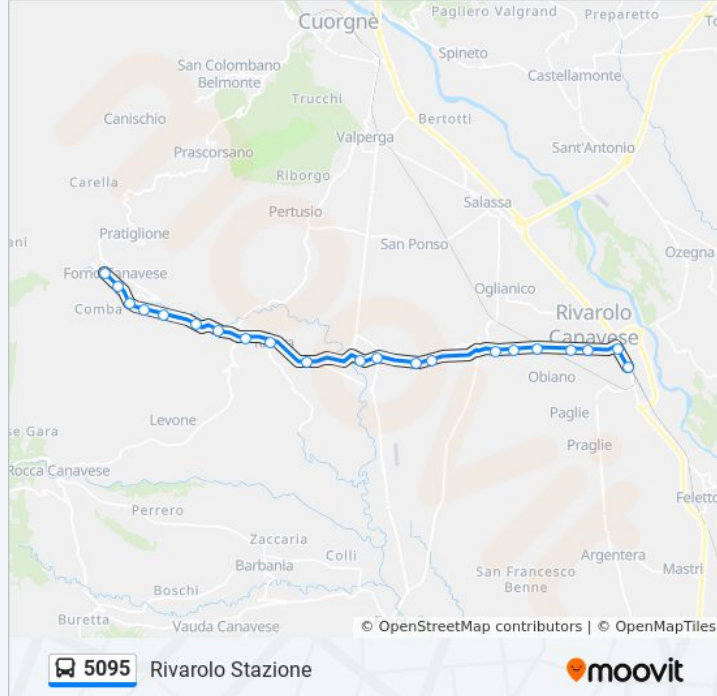 Cuorgnè
Pagliero Valgrand
Preparetto
Spineto
San Colombano
Belmonte
Castellamonte
Trucchi
Canischio
Bertotti
Valperga
Prascorsano
Sant'Antonio
Riborgo
Carella
Salassa
Pertusio
Pratiglione
San Ponso
ani
Ozegna
Forno Canavese
Oglianico
Comba
Rivarolo
Canavese
Obiano
Levone
Paglie
se Gara
Praglie
Rocca Canavese
Feletto
Perrero
Zaccaria
Colli
Argentera
Barbania
San Francesco
Benne
Mastri
Boschi
Buretta
Vauda Canavese
© OpenStreetMap contributors | © OpenMapTiles
5095 Rivarolo Stazione
moovit